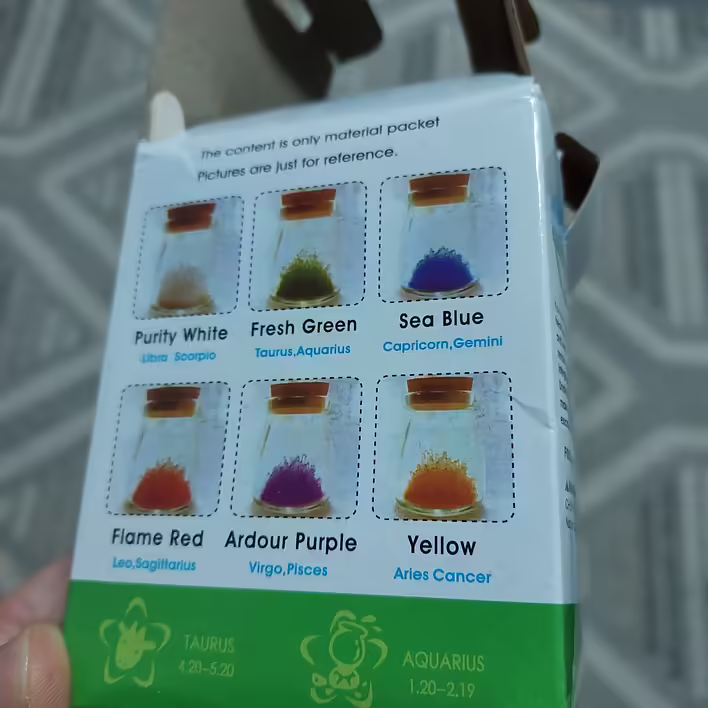 The content is only material packet
Pictures are just for reference.
Purity White
Libra Scorpio
Fresh Green
Taurus,Aquarius
Sea Blue
Capricorn,Gemini
Flame Red
Leo,Sagittarius
Ardour Purple
Virgo,Pisces
Yellow
Aries Cancer
TAURUS
4.20-5.20
AQUARIUS
1.20-2.19